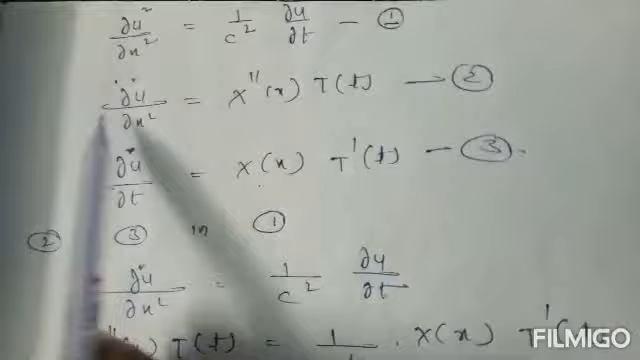 ∂²u/∂x² = 1/c² ∂u/∂t — ①
∂²u/∂x² = X''(x) T(t) — ②
∂u/∂t = X(x) T'(t) — ③.
② ③ in ①
∂²u/∂x² = 1/c² ∂u/∂t
''(x) T(t) = 1/ . X(x) T'(t
FILMIGO